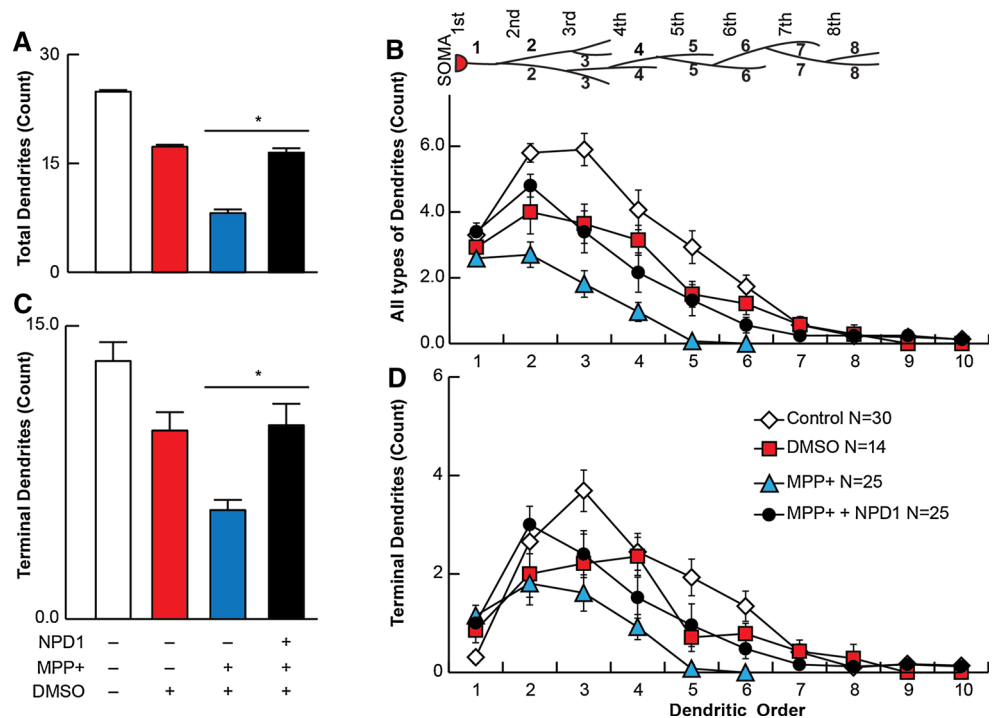 A
30
15
0
Total Dendrites (Count)
*
C
15.0
0.0
Terminal Dendrites (Count)
*
NPD1 – – – +
MPP+ – – + +
DMSO – + + +
B
SOMA
1st 2nd 3rd 4th 5th 6th 7th 8th
1 2 3 4 5 6 7 8
2 3 4 5 6 7 8
All types of Dendrites (Count)
6.0
4.0
2.0
0.0
1 2 3 4 5 6 7 8 9 10
D
Terminal Dendrites (Count)
6
4
2
0
Control N=30
DMSO N=14
MPP+ N=25
MPP+ + NPD1 N=25
1 2 3 4 5 6 7 8 9 10
Dendritic Order